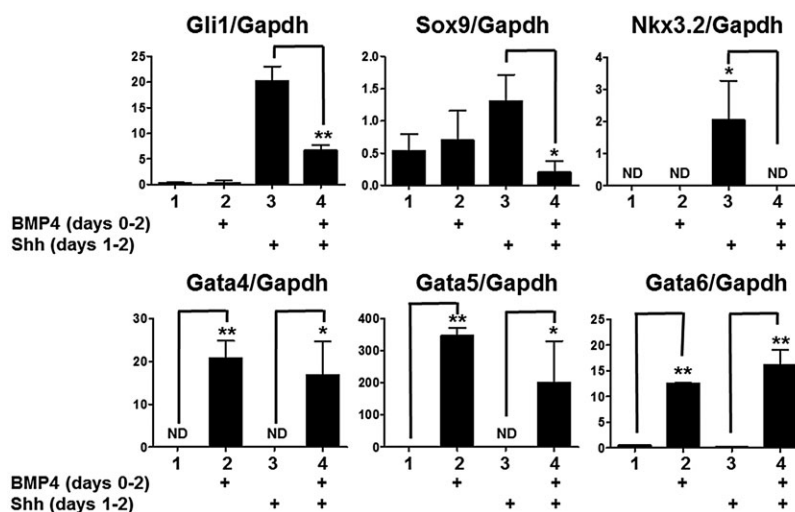 Gli1/Gapdh Sox9/Gapdh Nkx3.2/Gapdh
25 20 15 10 5 0
**
1 2 3 4
2.0 1.5 1.0 0.5 0.0
*
1 2 3 4
4 3 2 1 0
ND ND * ND
1 2 3 4
BMP4 (days 0-2) + + + + + +
Shh (days 1-2) + + + + + +
Gata4/Gapdh Gata5/Gapdh Gata6/Gapdh
30 20 10 0
ND ** ND *
1 2 3 4
500 400 300 200 100 0
** ND *
1 2 3 4
25 20 15 10 5 0
** **
1 2 3 4
BMP4 (days 0-2) + + + + + +
Shh (days 1-2) + + + + + +